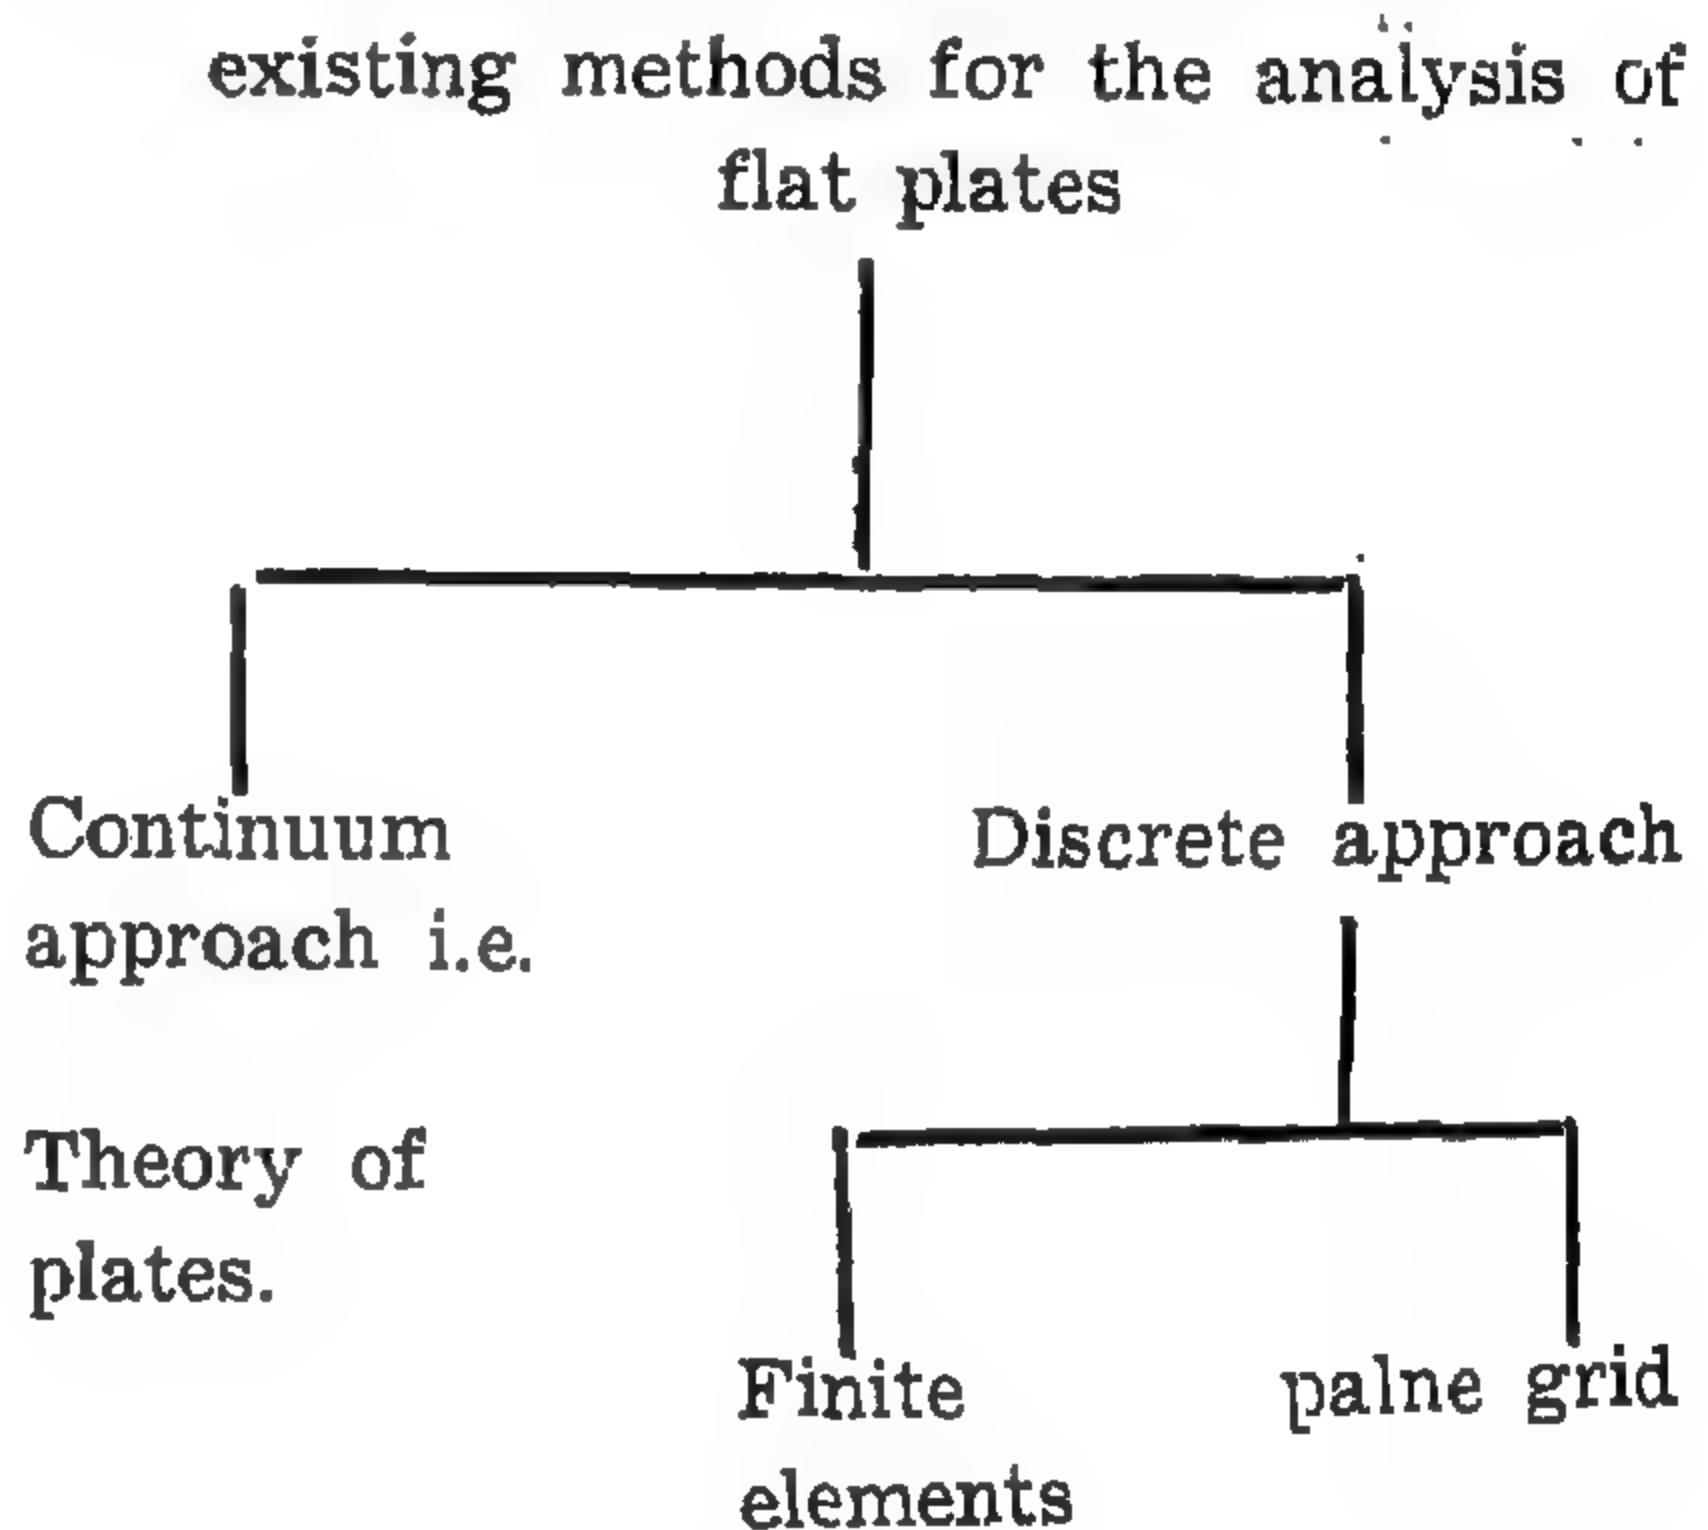 existing methods for the analysis of
flat plates
Continuum
approach i.e.
Theory of
plates.
Discrete approach
Finite
elements
palne grid